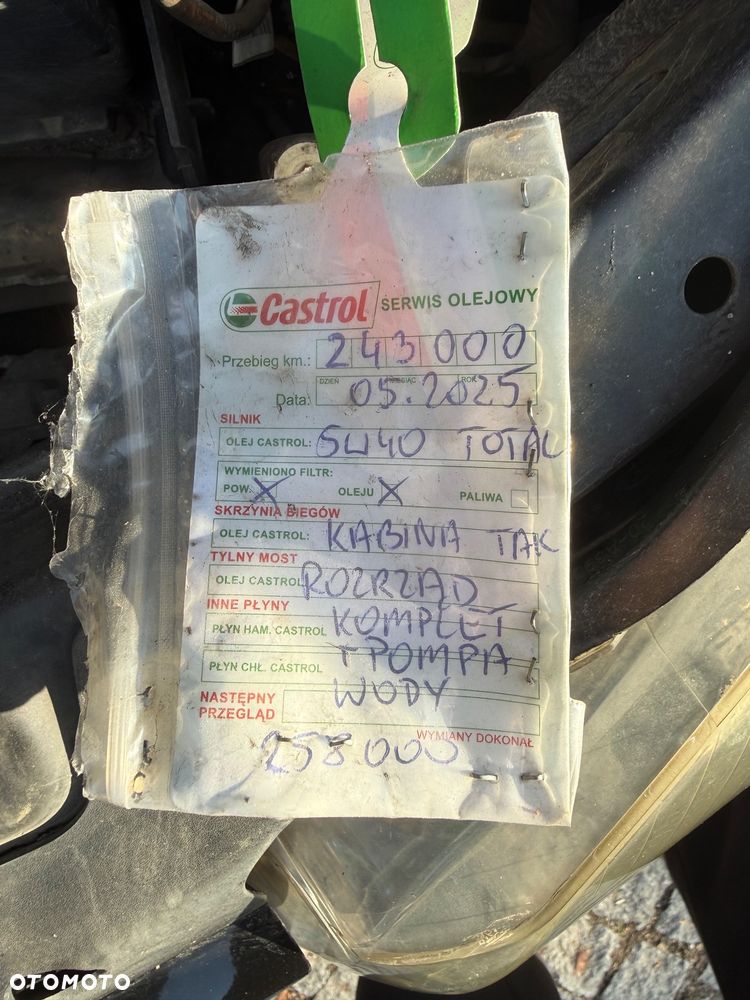 Castrol SERWIS OLEJOWY
Przebieg km.: 243000
DZIEŃ MIESIĄC ROK
Data: 05.2025
SILNIK
OLEJ CASTROL: 5W40 TOTAL
WYMIENIONO FILTR:
POW. X OLEJU X PALIWA
SKRZYNIA BIEGÓW
OLEJ CASTROL: KABINA TAK
TYLNY MOST
OLEJ CASTROL: ROZRZĄD
INNE PŁYNY
PŁYN HAM. CASTROL KOMPLET
PŁYN CHŁ. CASTROL + POMPA
WODY
NASTĘPNY
PRZEGLĄD
WYMIANY DOKONAŁ
258000
OTOMOTO